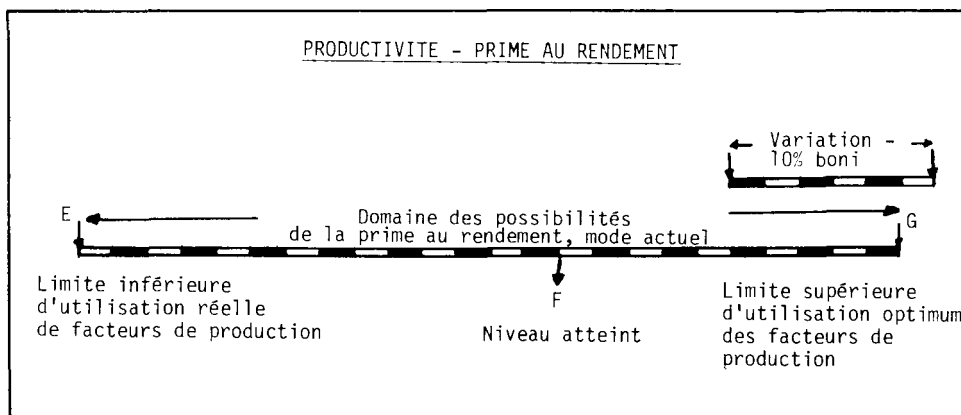 PRODUCTIVITE - PRIME AU RENDEMENT
Variation -
10% boni
E
Domaine des possibilités
de la prime au rendement, mode actuel
G
Limite inférieure
d'utilisation réelle
de facteurs de production
F
Niveau atteint
Limite supérieure
d'utilisation optimum
des facteurs de
production